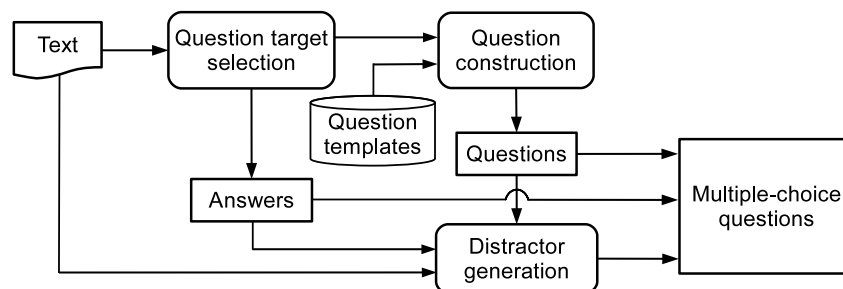 Text
Question target
selection
Question
construction
Question
templates
Questions
Answers
Multiple-choice
questions
Distractor
generation